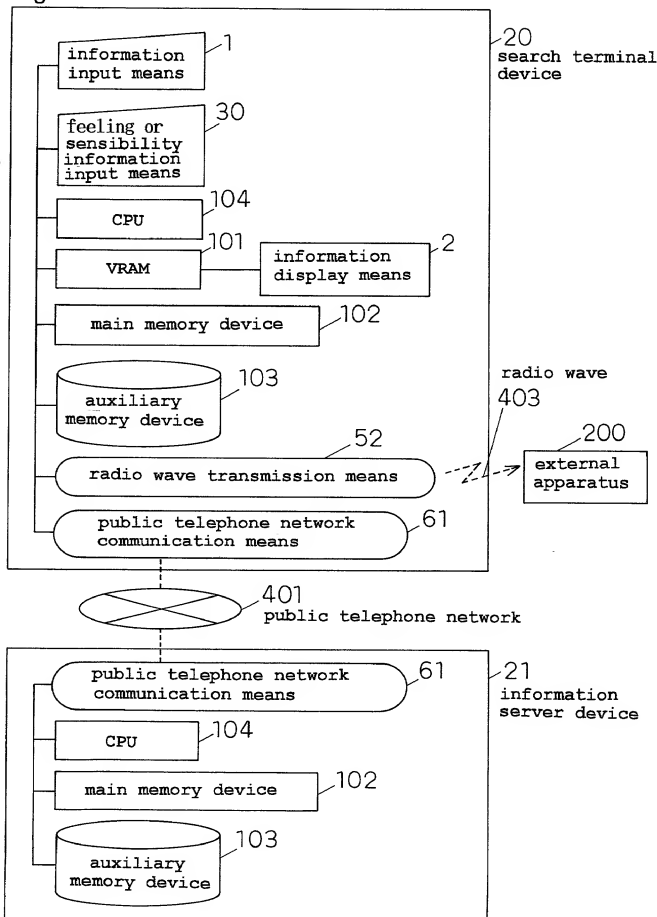 1
information
input means
20
search terminal
device
30
feeling or
sensibility
information
input means
104
CPU
101
VRAM
2
information
display means
main memory device
102
103
auxiliary
memory device
radio wave
403
52
radio wave transmission means
200
external
apparatus
public telephone network
communication means
61
401
public telephone network
public telephone network
communication means
61
21
information
server device
CPU
104
main memory device
102
103
auxiliary
memory device